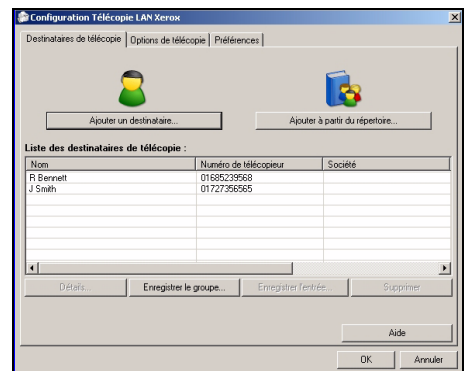 Configuration Télécopie LAN Xerox
Destinataires de télécopie Options de télécopie Préférences
Ajouter un destinataire... Ajouter à partir du répertoire...
Liste des destinataires de télécopie :
Nom Numéro de télécopieur Société
R Bennett 01685239568
J Smith 01727356565
Détails... Enregistrer le groupe... Enregistrer l'entrée... Supprimer
Aide
OK Annuler